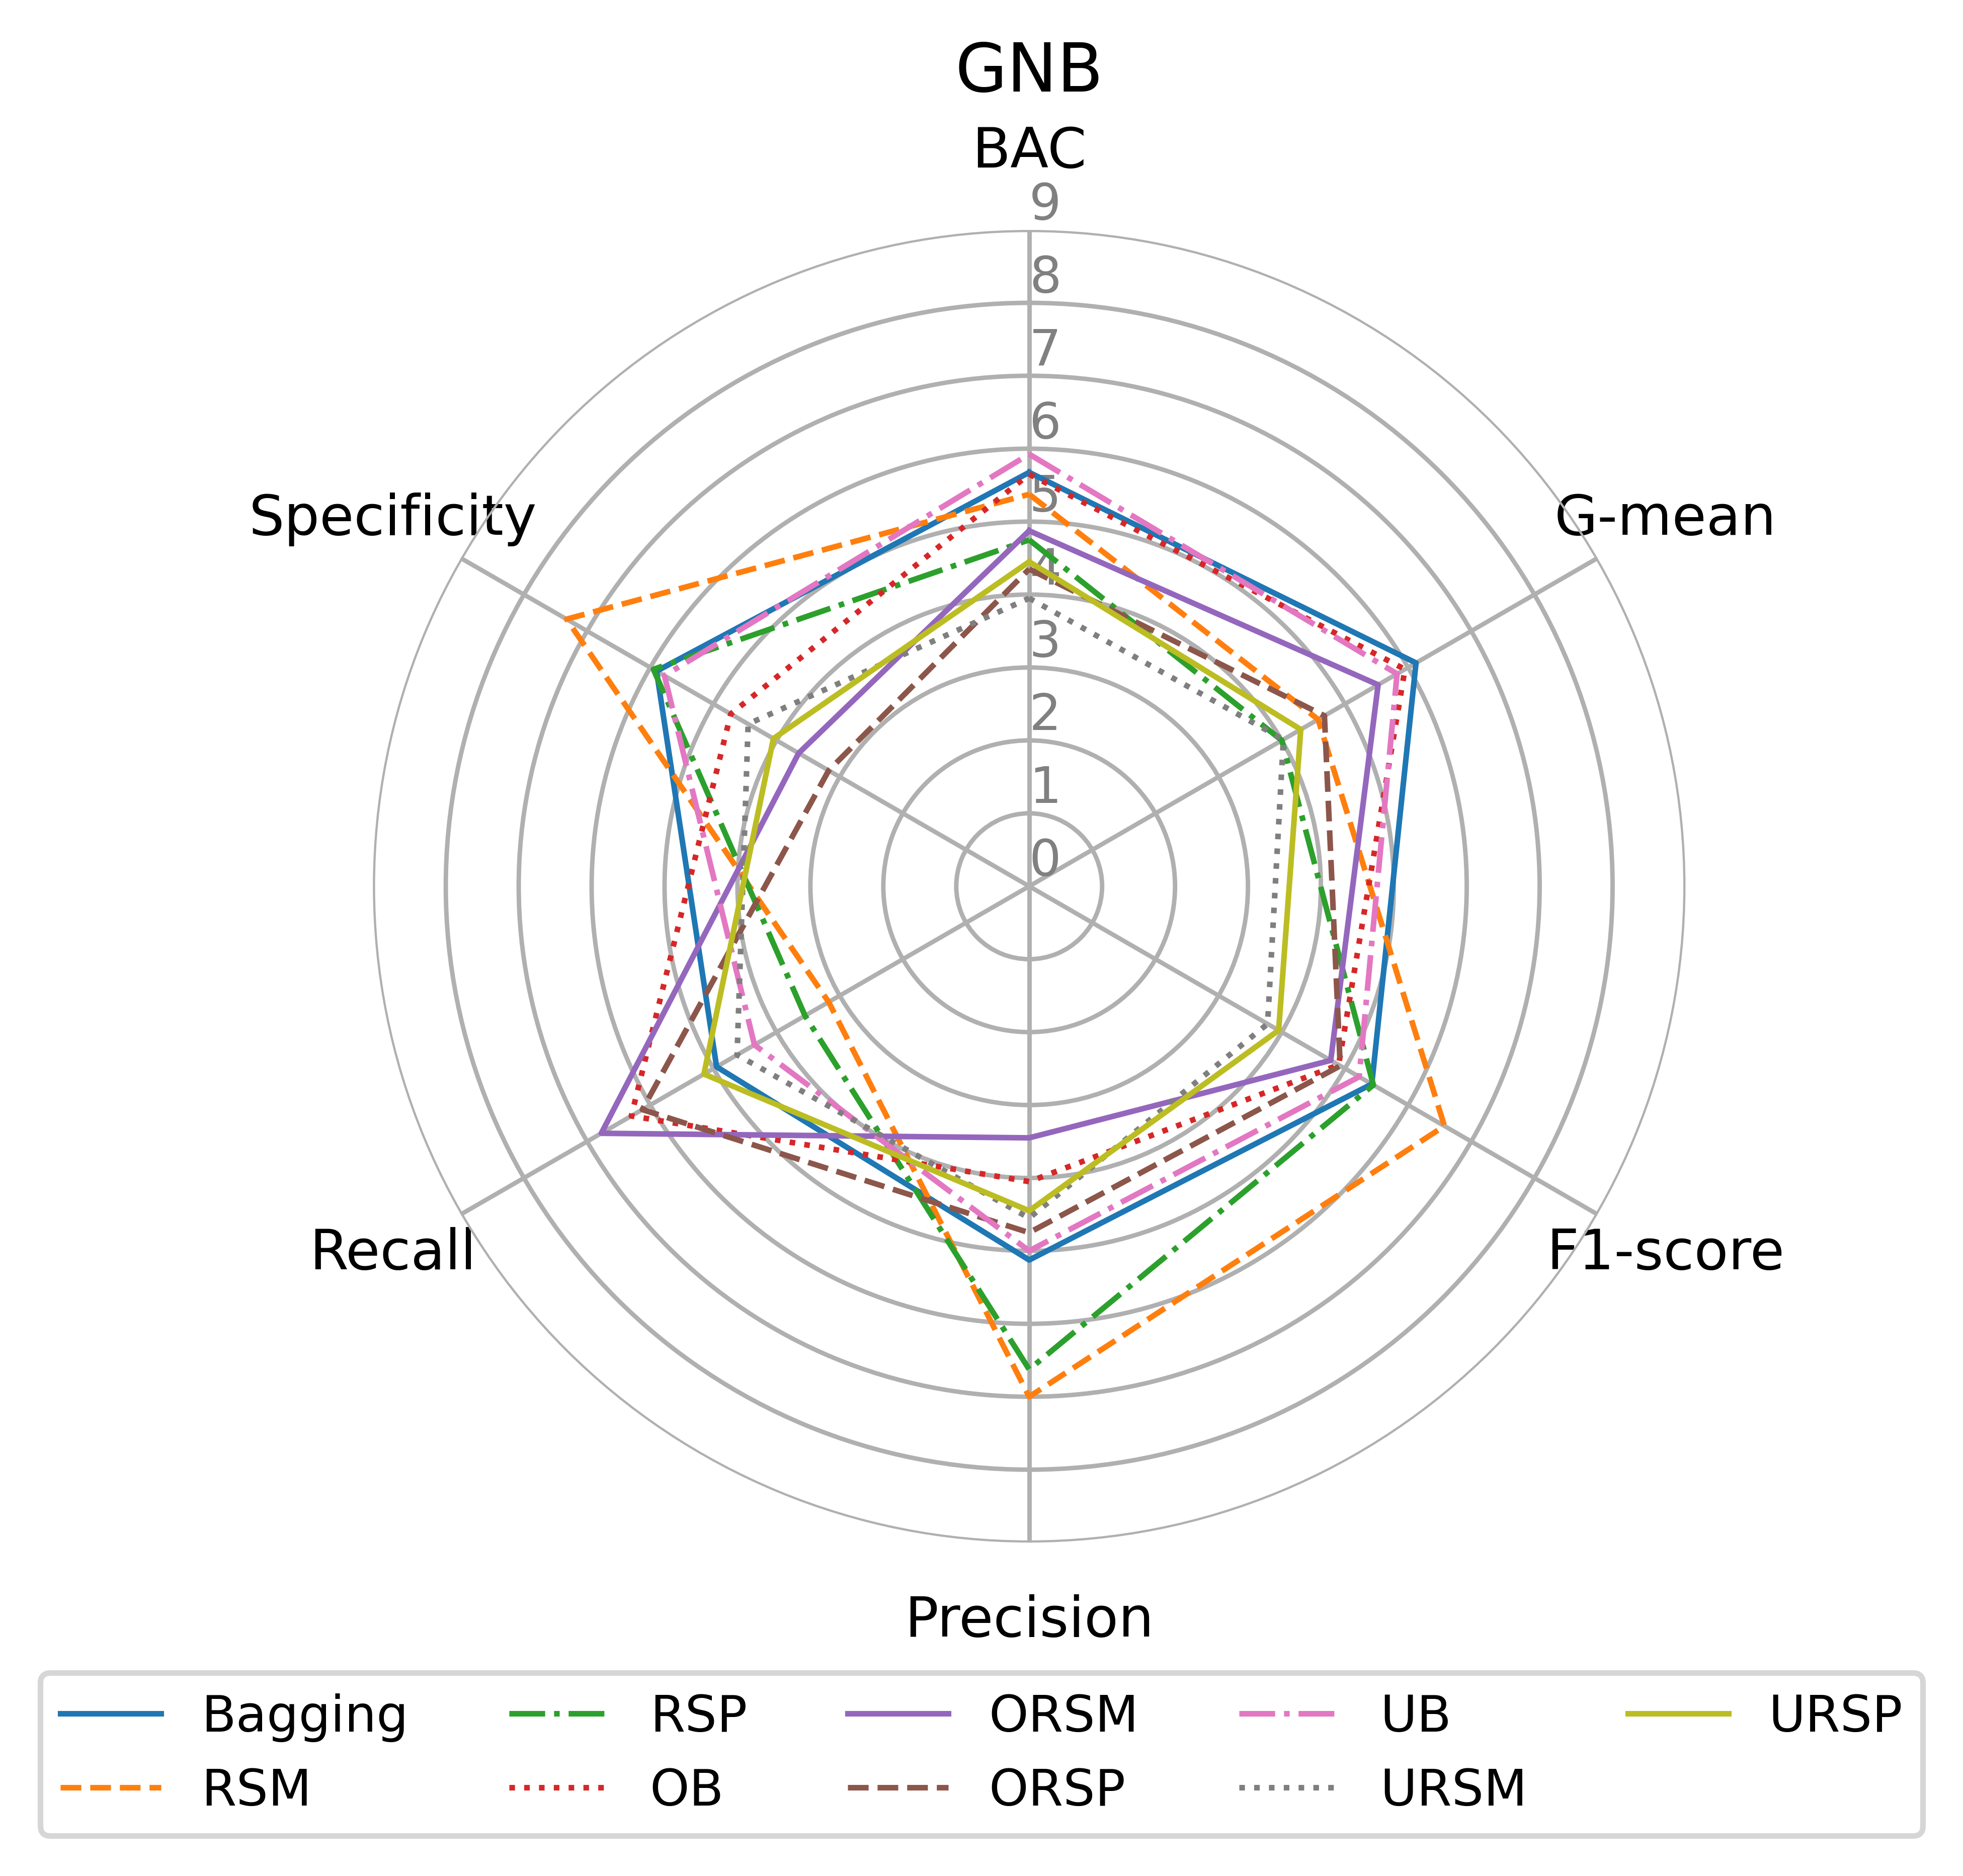 GNB
BAC
9
8
7
6
5
4
3
2
1
0
Specificity
G-mean
Recall
F1-score
Precision
Bagging RSP ORSM UB URSP
RSM OB ORSP URSM